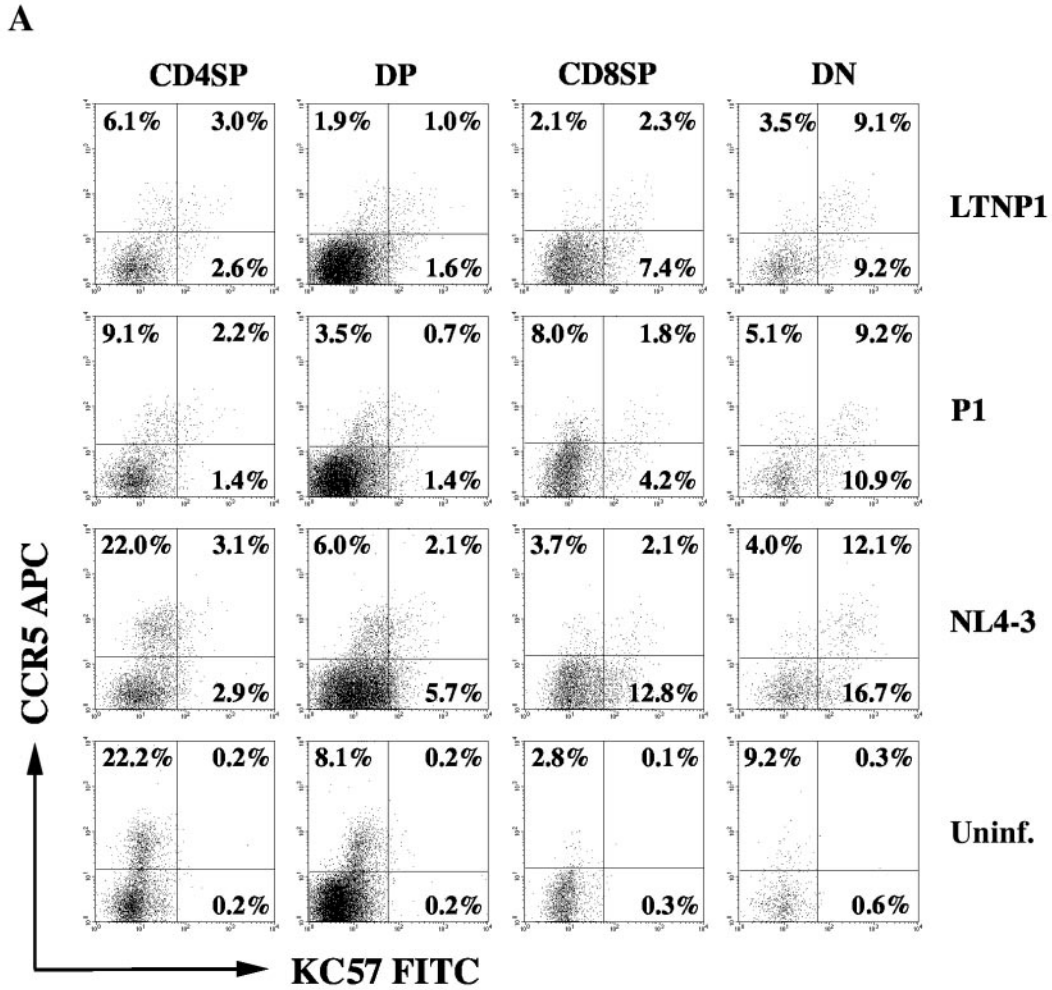 A
CD4SP DP CD8SP DN
6.1% 3.0% 1.9% 1.0% 2.1% 2.3% 3.5% 9.1%
LTNP1
2.6% 1.6% 7.4% 9.2%
9.1% 2.2% 3.5% 0.7% 8.0% 1.8% 5.1% 9.2%
P1
1.4% 1.4% 4.2% 10.9%
22.0% 3.1% 6.0% 2.1% 3.7% 2.1% 4.0% 12.1%
NL4-3
2.9% 5.7% 12.8% 16.7%
22.2% 0.2% 8.1% 0.2% 2.8% 0.1% 9.2% 0.3%
Uninf.
0.2% 0.2% 0.3% 0.6%
CCR5 APC
KC57 FITC